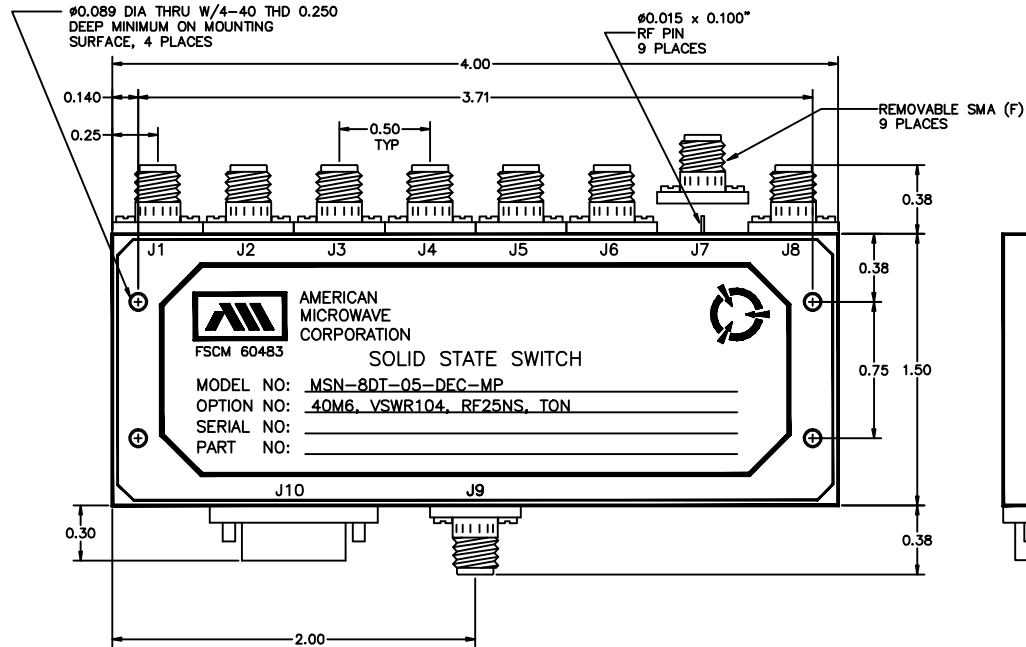 ø0.089 DIA THRU W/4-40 THD 0.250
DEEP MINIMUM ON MOUNTING
SURFACE, 4 PLACES
ø0.015 x 0.100"
RF PIN
9 PLACES
4.00
0.140
3.71
REMOVABLE SMA (F)
9 PLACES
0.25
0.50
TYP
0.38
J1 J2 J3 J4 J5 J6 J7 J8
0.38
AMERICAN
MICROWAVE
CORPORATION
FSCM 60483
SOLID STATE SWITCH
0.75 1.50
MODEL NO: MSN-8DT-05-DEC-MP
OPTION NO: 40M6, VSWR104, RF25NS, TON
SERIAL NO:
PART NO:
J10 J9
0.30
0.38
2.00